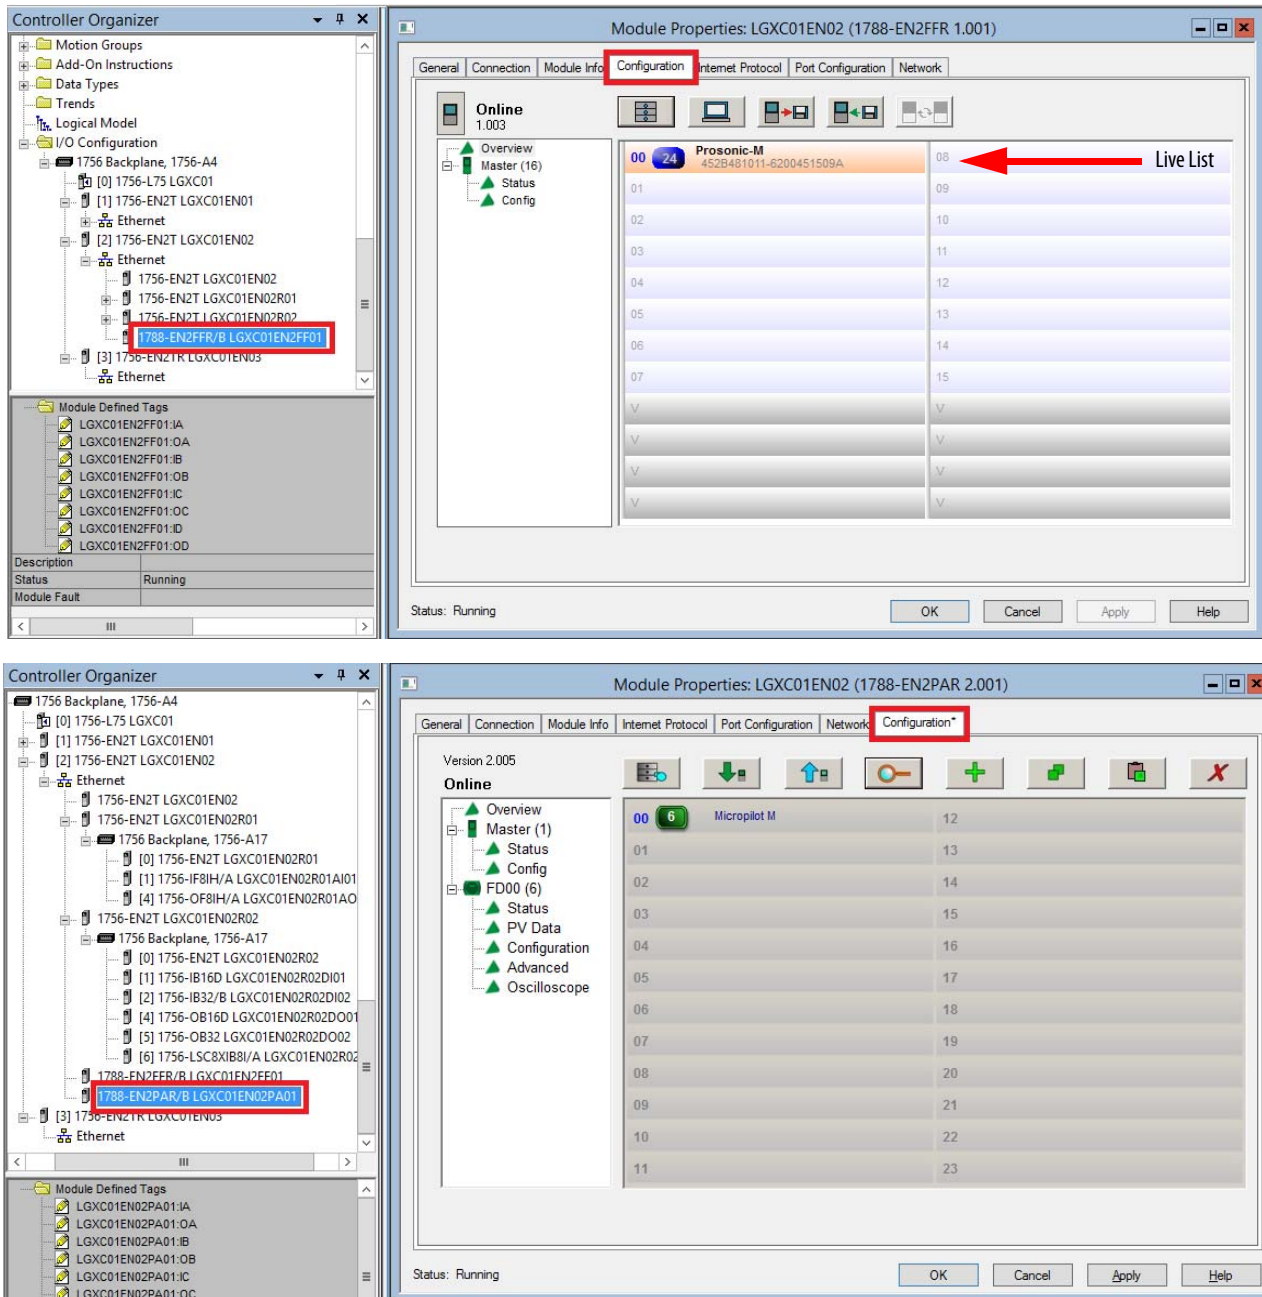 Controller Organizer
Motion Groups
Add-On Instructions
Data Types
Trends
Logical Model
I/O Configuration
1756 Backplane, 1756-A4
[0] 1756-L75 LGXC01
[1] 1756-EN2T LGXC01EN01
Ethernet
[2] 1756-EN2T LGXC01EN02
Ethernet
1756-EN2T LGXC01EN02
1756-EN2T LGXC01EN02R01
1756-EN2T LGXC01EN02R02
1788-EN2FFR/B LGXC01EN2FF01
[3] 1756-EN2TR LGXC01EN03
Ethernet
Module Defined Tags
LGXC01EN2FF01:IA
LGXC01EN2FF01:OA
LGXC01EN2FF01:IB
LGXC01EN2FF01:OB
LGXC01EN2FF01:IC
LGXC01EN2FF01:OC
LGXC01EN2FF01:ID
LGXC01EN2FF01:OD
Description
Status Running
Module Fault
Module Properties: LGXC01EN02 (1788-EN2FFR 1.001)
General Connection Module Info Configuration Internet Protocol Port Configuration Network
Online
1.003
Overview
Master (16)
Status
Config
00 24 Prosonic-M
452B481011-6200451509A
01
02
03
04
05
06
07
V
V
V
V
08
09
10
11
12
13
14
15
V
V
V
V
Live List
Status: Running
OK Cancel Apply Help
Controller Organizer
1756 Backplane, 1756-A4
[0] 1756-L75 LGXC01
[1] 1756-EN2T LGXC01EN01
[2] 1756-EN2T LGXC01EN02
Ethernet
1756-EN2T LGXC01EN02
1756-EN2T LGXC01EN02R01
1756 Backplane, 1756-A17
[0] 1756-EN2T LGXC01EN02R01
[1] 1756-IF8IH/A LGXC01EN02R01AI01
[4] 1756-OF8IH/A LGXC01EN02R01AO
1756-EN2T LGXC01EN02R02
1756 Backplane, 1756-A17
[0] 1756-EN2T LGXC01EN02R02
[1] 1756-IB16D LGXC01EN02R02DI01
[2] 1756-IB32/B LGXC01EN02R02DI02
[4] 1756-OB16D LGXC01EN02R02DO01
[5] 1756-OB32 LGXC01EN02R02DO02
[6] 1756-LSC8XIB8I/A LGXC01EN02R02
1788-EN2FFR/B LGXC01EN2FF01
1788-EN2PAR/B LGXC01EN02PA01
[3] 1756-EN2TR LGXC01EN03
Ethernet
Module Defined Tags
LGXC01EN02PA01:IA
LGXC01EN02PA01:OA
LGXC01EN02PA01:IB
LGXC01EN02PA01:OB
LGXC01EN02PA01:IC
LGXC01EN02PA01:OC
Module Properties: LGXC01EN02 (1788-EN2PAR 2.001)
General Connection Module Info Internet Protocol Port Configuration Network Configuration*
Version 2.005
Online
Overview
Master (1)
Status
Config
FD00 (6)
Status
PV Data
Configuration
Advanced
Oscilloscope
00 6 Micropilot M
01
02
03
04
05
06
07
08
09
10
11
12
13
14
15
16
17
18
19
20
21
22
23
Status: Running
OK Cancel Apply Help